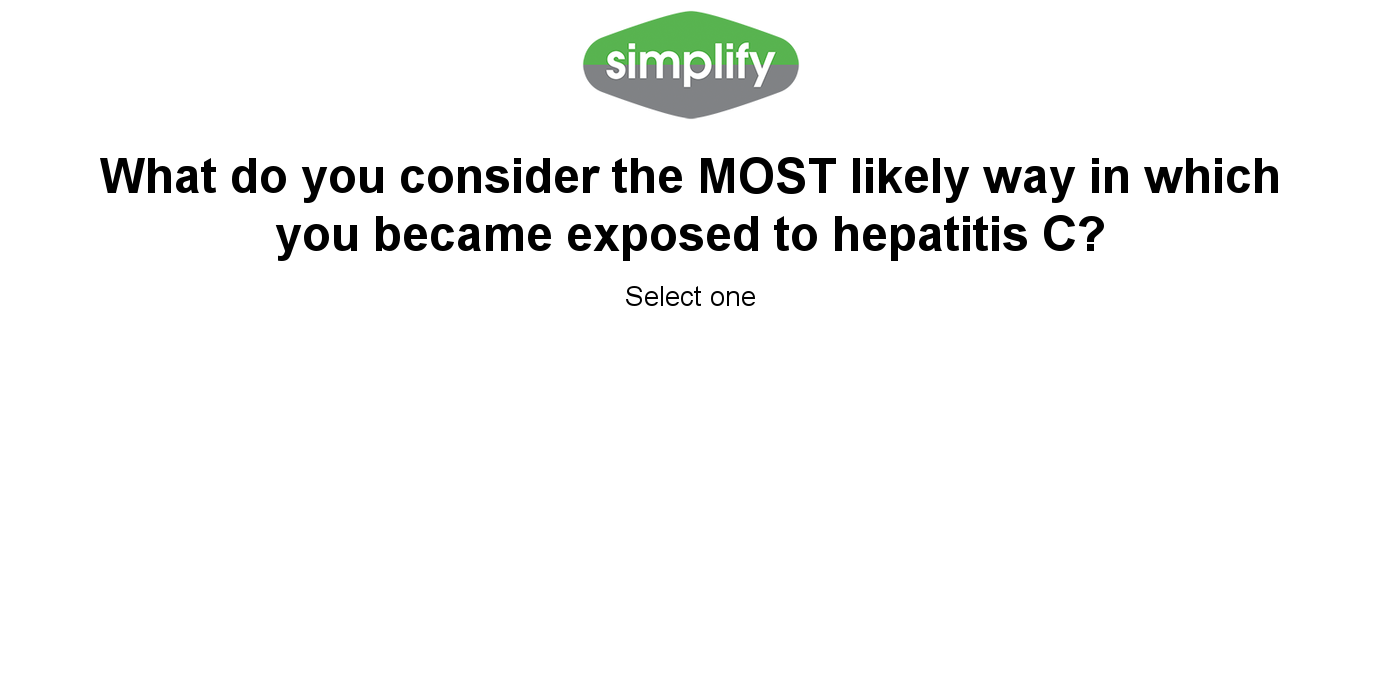 simplify
What do you consider the MOST likely way in which
you became exposed to hepatitis C?
Select one